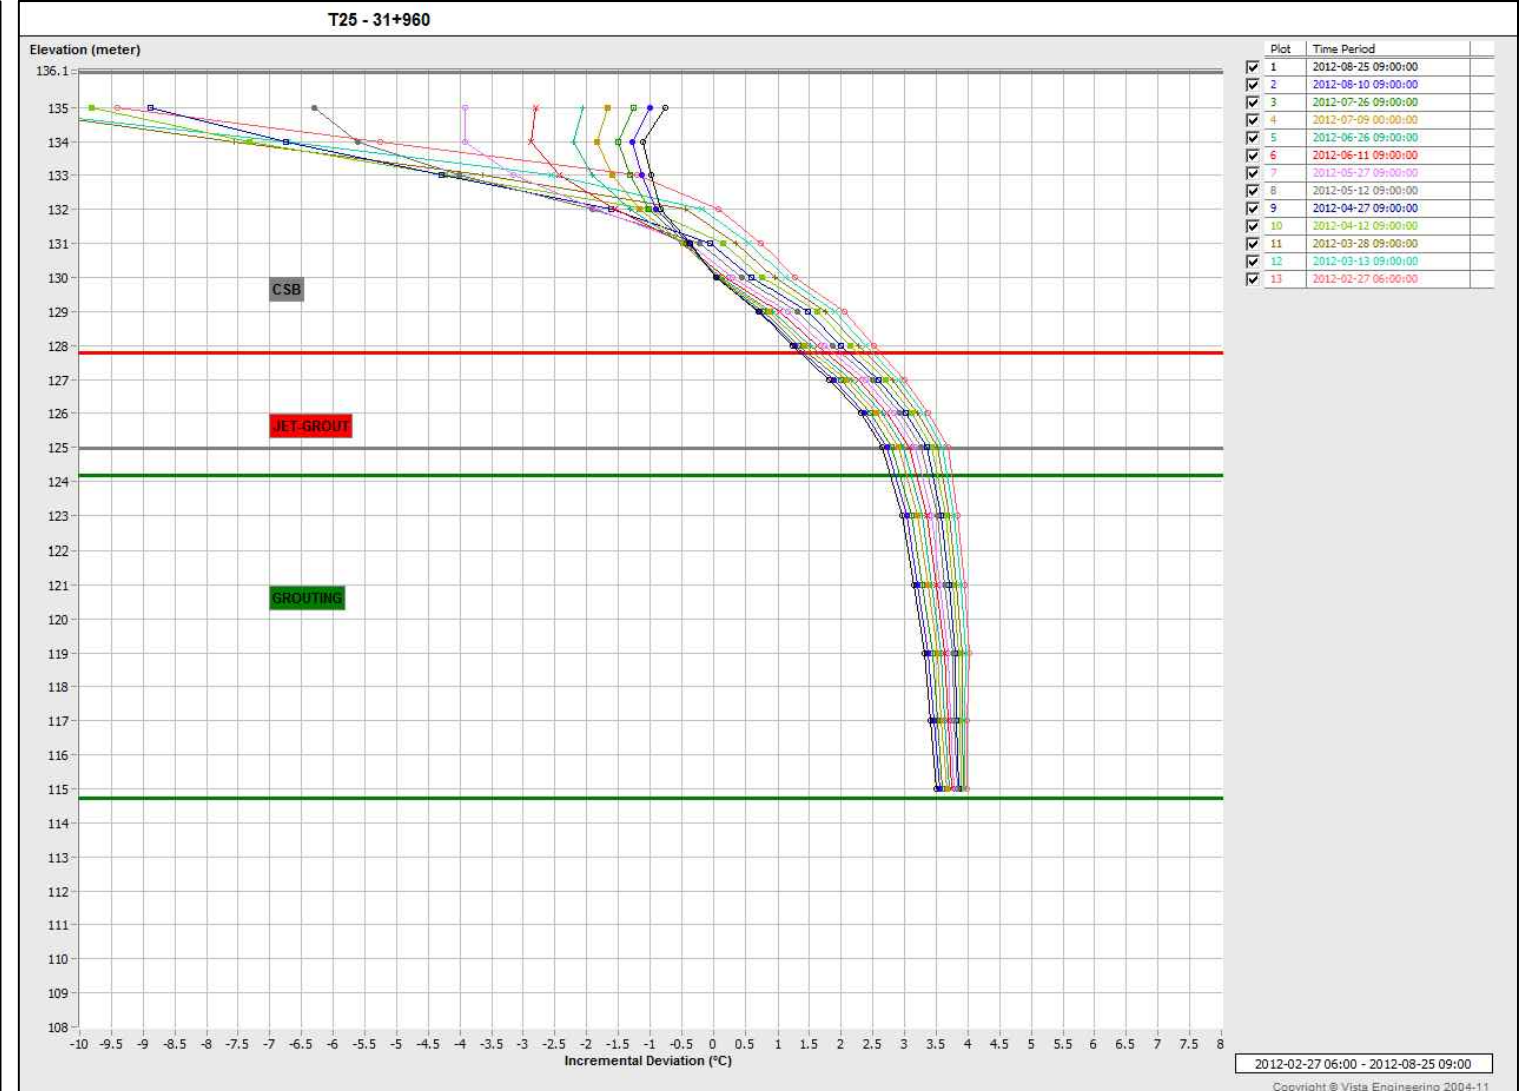 T25 - 31+960
Elevation (meter)
Plot Time Period
1 2012-08-25 09:00:00
2 2012-08-10 09:00:00
3 2012-07-26 09:00:00
4 2012-07-09 00:00:00
5 2012-06-26 09:00:00
6 2012-06-11 09:00:00
7 2012-05-27 09:00:00
8 2012-05-12 09:00:00
9 2012-04-27 09:00:00
10 2012-04-12 09:00:00
11 2012-03-28 09:00:00
12 2012-03-13 09:00:00
13 2012-02-27 06:00:00
136.1
135
134
133
132
131
130
CSB
129
128
127
126
JET-GROUT
125
124
123
122
121
GROUTING
120
119
118
117
116
115
114
113
112
111
110
109
108
-10 -9.5 -9 -8.5 -8 -7.5 -7 -6.5 -6 -5.5 -5 -4.5 -4 -3.5 -3 -2.5 -2 -1.5 -1 -0.5 0 0.5 1 1.5 2 2.5 3 3.5 4 4.5 5 5.5 6 6.5 7 7.5 8
Incremental Deviation (°C)
2012-02-27 06:00 - 2012-08-25 09:00
Copyright © Vista Engineering 2004-11